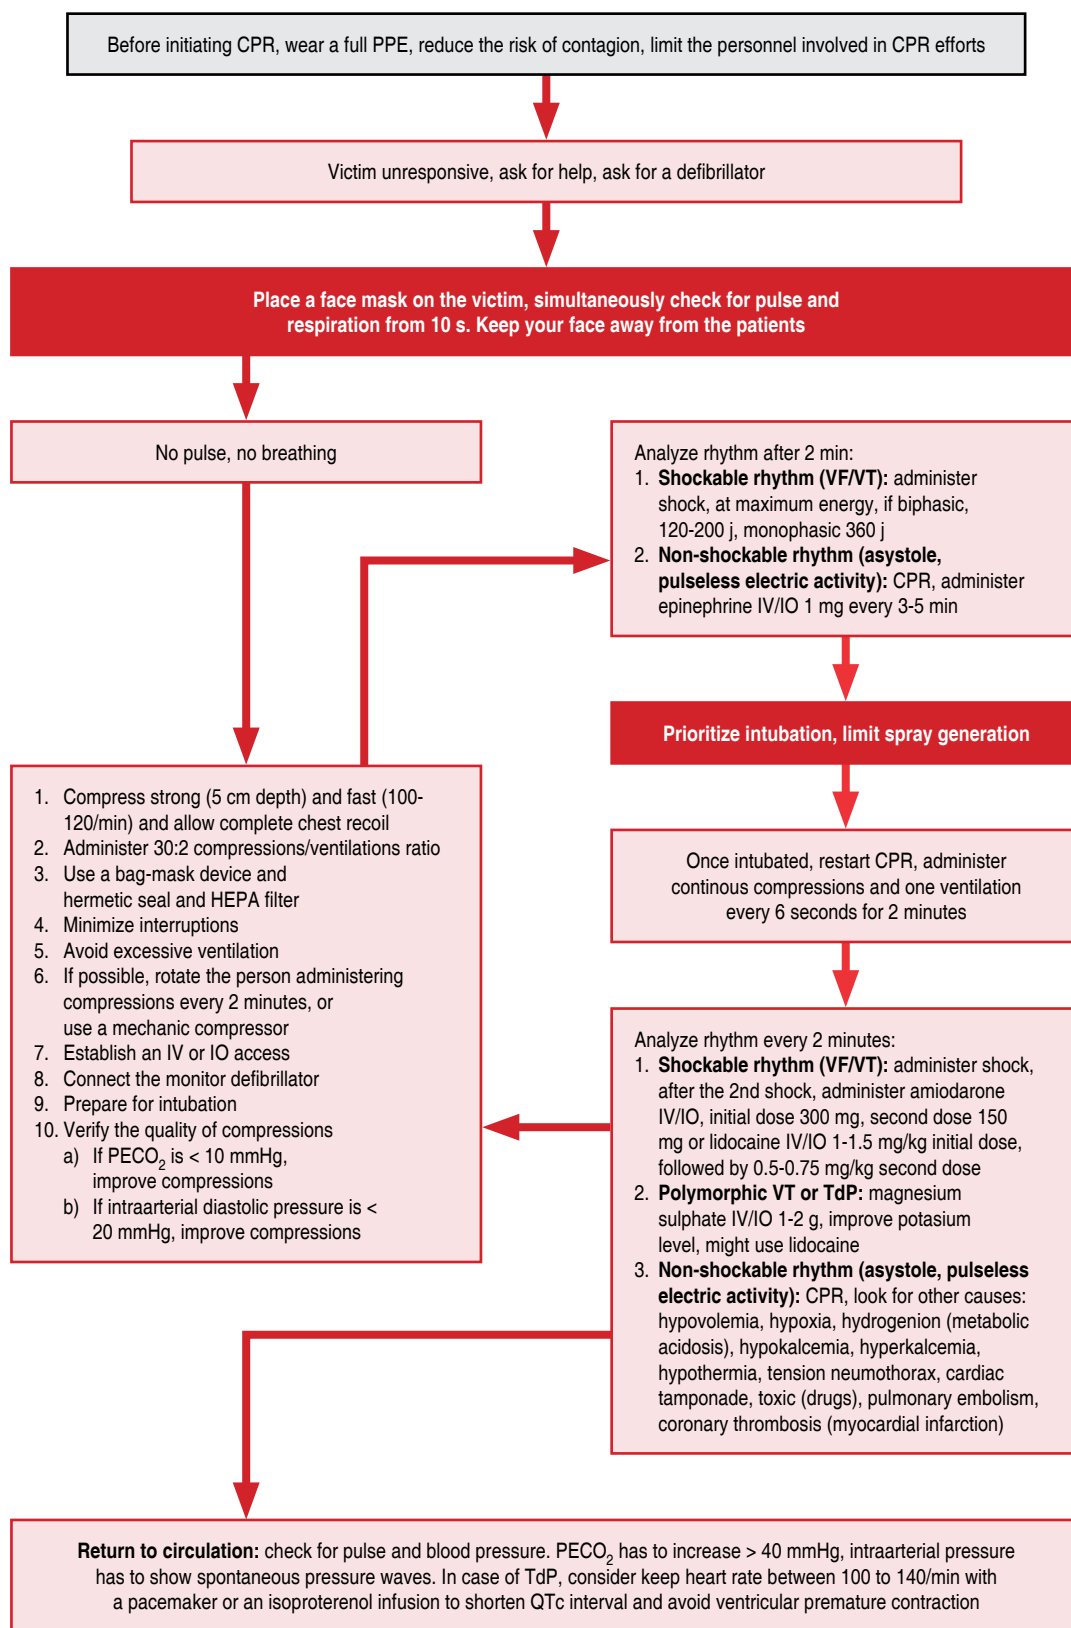 Before initiating CPR, wear a full PPE, reduce the risk of contagion, limit the personnel involved in CPR efforts
Victim unresponsive, ask for help, ask for a defibrillator
Place a face mask on the victim, simultaneously check for pulse and
respiration from 10 s. Keep your face away from the patients
No pulse, no breathing
1. Compress strong (5 cm depth) and fast (100-
120/min) and allow complete chest recoil
2. Administer 30:2 compressions/ventilations ratio
3. Use a bag-mask device and
hermetic seal and HEPA filter
4. Minimize interruptions
5. Avoid excessive ventilation
6. If possible, rotate the person administering
compressions every 2 minutes, or
use a mechanic compressor
7. Establish an IV or IO access
8. Connect the monitor defibrillator
9. Prepare for intubation
10. Verify the quality of compressions
a) If PECO₂ is < 10 mmHg,
improve compressions
b) If intraarterial diastolic pressure is <
20 mmHg, improve compressions
Analyze rhythm after 2 min:
1. Shockable rhythm (VF/VT): administer
shock, at maximum energy, if biphasic,
120-200 j, monophasic 360 j
2. Non-shockable rhythm (asystole,
pulseless electric activity): CPR, administer
epinephrine IV/IO 1 mg every 3-5 min
Prioritize intubation, limit spray generation
Once intubated, restart CPR, administer
continous compressions and one ventilation
every 6 seconds for 2 minutes
Analyze rhythm every 2 minutes:
1. Shockable rhythm (VF/VT): administer shock,
after the 2nd shock, administer amiodarone
IV/IO, initial dose 300 mg, second dose 150
mg or lidocaine IV/IO 1-1.5 mg/kg initial dose,
followed by 0.5-0.75 mg/kg second dose
2. Polymorphic VT or TdP: magnesium
sulphate IV/IO 1-2 g, improve potasium
level, might use lidocaine
3. Non-shockable rhythm (asystole, pulseless
electric activity): CPR, look for other causes:
hypovolemia, hypoxia, hydrogenion (metabolic
acidosis), hypokalcemia, hyperkalcemia,
hypothermia, tension neumothorax, cardiac
tamponade, toxic (drugs), pulmonary embolism,
coronary thrombosis (myocardial infarction)
Return to circulation: check for pulse and blood pressure. PECO₂ has to increase > 40 mmHg, intraarterial pressure
has to show spontaneous pressure waves. In case of TdP, consider keep heart rate between 100 to 140/min with
a pacemaker or an isoproterenol infusion to shorten QTc interval and avoid ventricular premature contraction